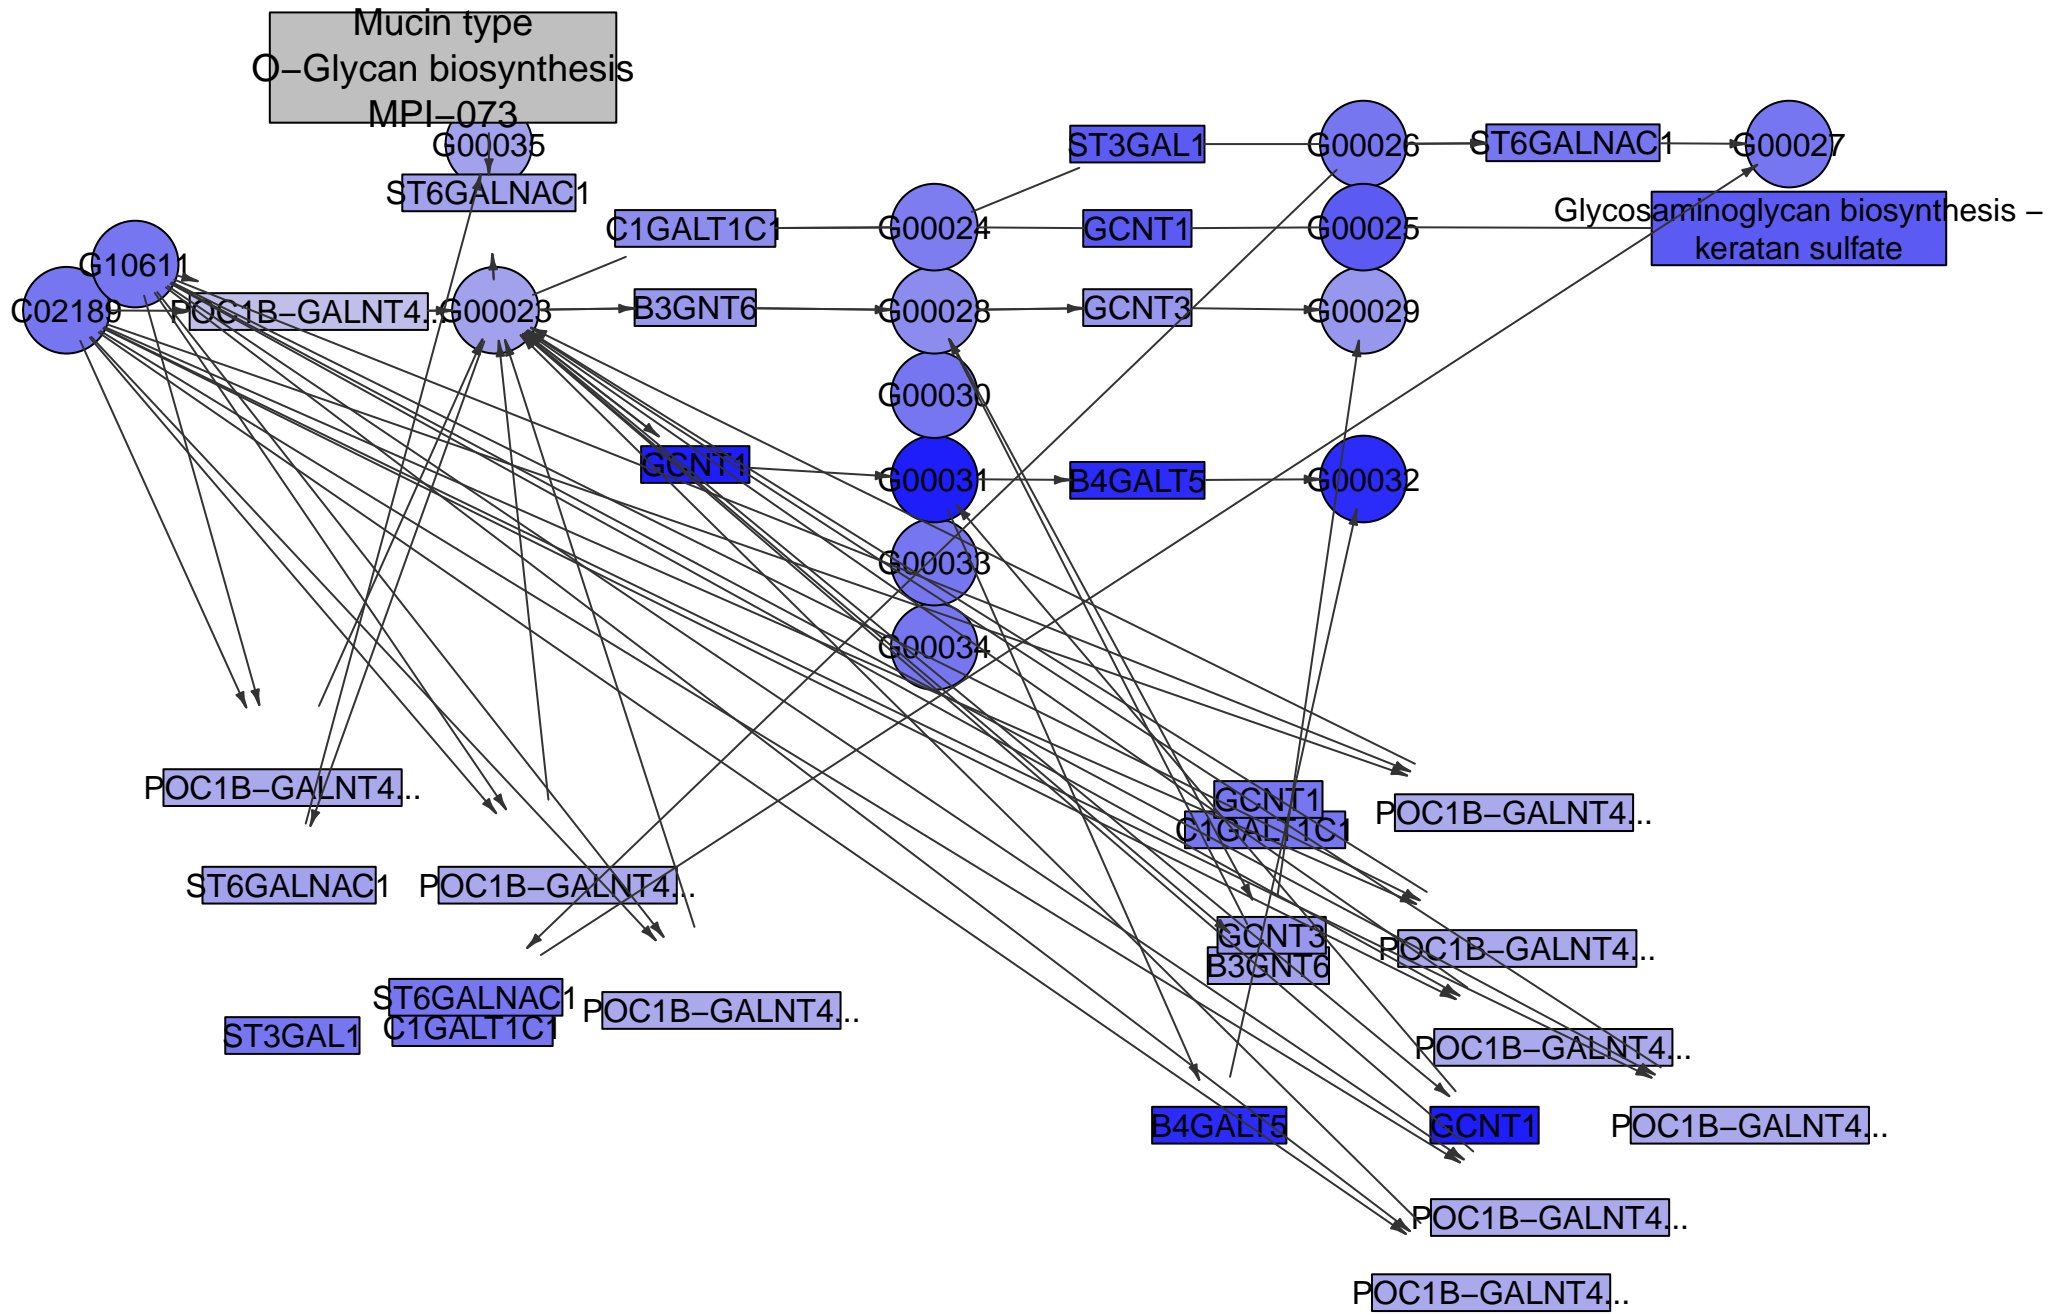 Mucin type
O−Glycan biosynthesis
MPI−073
G00035
ST3GAL1
G00026
ST6GALNAC1
G00027
ST6GALNAC1
C1GALT1C1
G00024
GCNT1
G00025
Glycosaminoglycan biosynthesis −
keratan sulfate
G10611
C02189
POC1B−GALNT4...
G00023
B3GNT6
G00028
GCNT3
G00029
G00030
GCNT1
G00031
B4GALT5
G00032
G00033
G00034
POC1B−GALNT4...
GCNT1
POC1B−GALNT4...
C1GALT1C1
ST6GALNAC1
POC1B−GALNT4...
GCNT3
POC1B−GALNT4...
B3GNT6
ST6GALNAC1
POC1B−GALNT4...
C1GALT1C1
ST3GAL1
POC1B−GALNT4...
B4GALT5
GCNT1
POC1B−GALNT4...
POC1B−GALNT4...
POC1B−GALNT4...